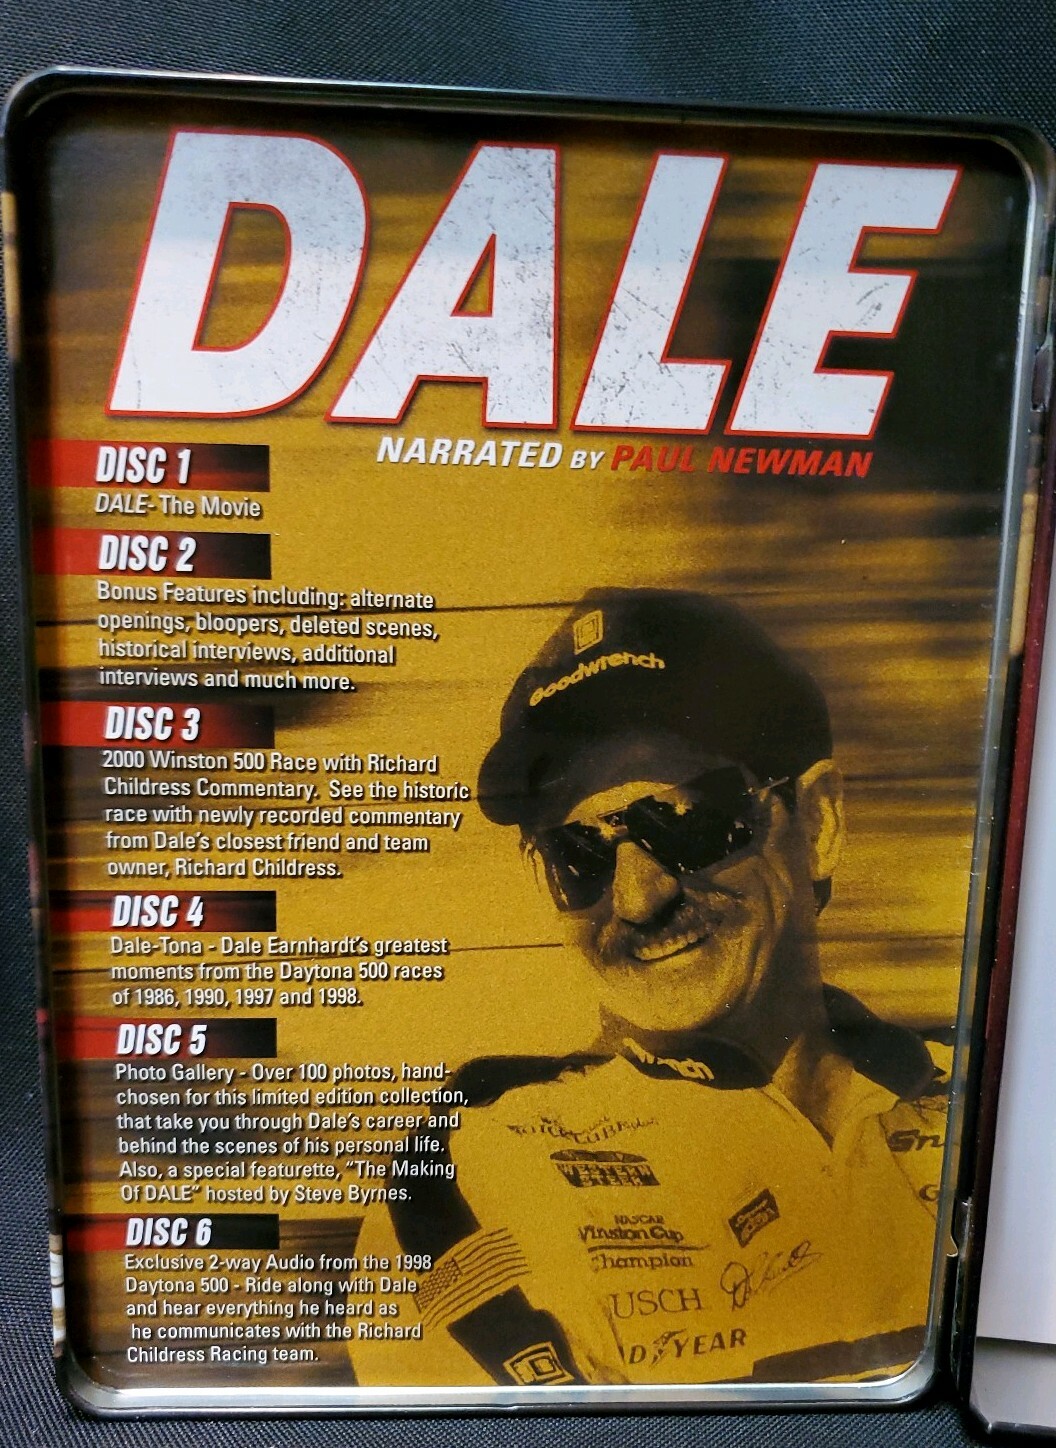 DALE
NARRATED BY PAUL NEWMAN
DISC 1
DALE- The Movie
DISC 2
Bonus Features including: alternate
openings, bloopers, deleted scenes,
historical interviews, additional
interviews and much more.
DISC 3
2000 Winston 500 Race with Richard
Childress Commentary. See the historic
race with newly recorded commentary
from Dale's closest friend and team
owner, Richard Childress.
DISC 4
Dale-Tona - Dale Earnhardt's greatest
moments from the Daytona 500 races
of 1986, 1990, 1997 and 1998.
DISC 5
Photo Gallery - Over 100 photos, hand-
chosen for this limited edition collection,
that take you through Dale's career and
behind the scenes of his personal life.
Also, a special featurette, "The Making
Of DALE" hosted by Steve Byrnes.
DISC 6
Exclusive 2-way Audio from the 1998
Daytona 500 - Ride along with Dale
and hear everything he heard as
he communicates with the Richard
Childress Racing team.
Goodwrench
wrench
WESTERN
STEER
NASCAR
Winston Cup
Champion
USCH
D YEAR
Sn